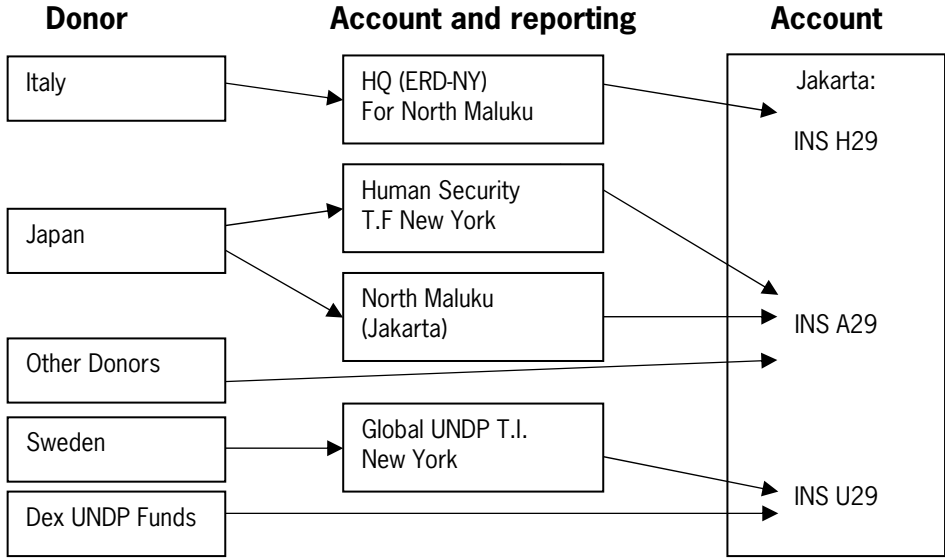 Donor
Account and reporting
Account
Italy
HQ (ERD-NY)
For North Maluku
Jakarta:
INS H29
Human Security
T.F New York
Japan
North Maluku
(Jakarta)
INS A29
Other Donors
Sweden
Global UNDP T.I.
New York
INS U29
Dex UNDP Funds